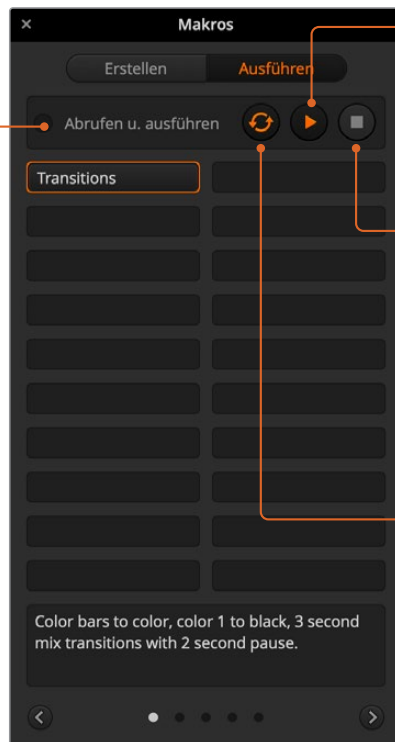 Makros
Erstellen Ausführen
Abrufen u. ausführen
Transitions
Color bars to color, color 1 to black, 3 second
mix transitions with 2 second pause.